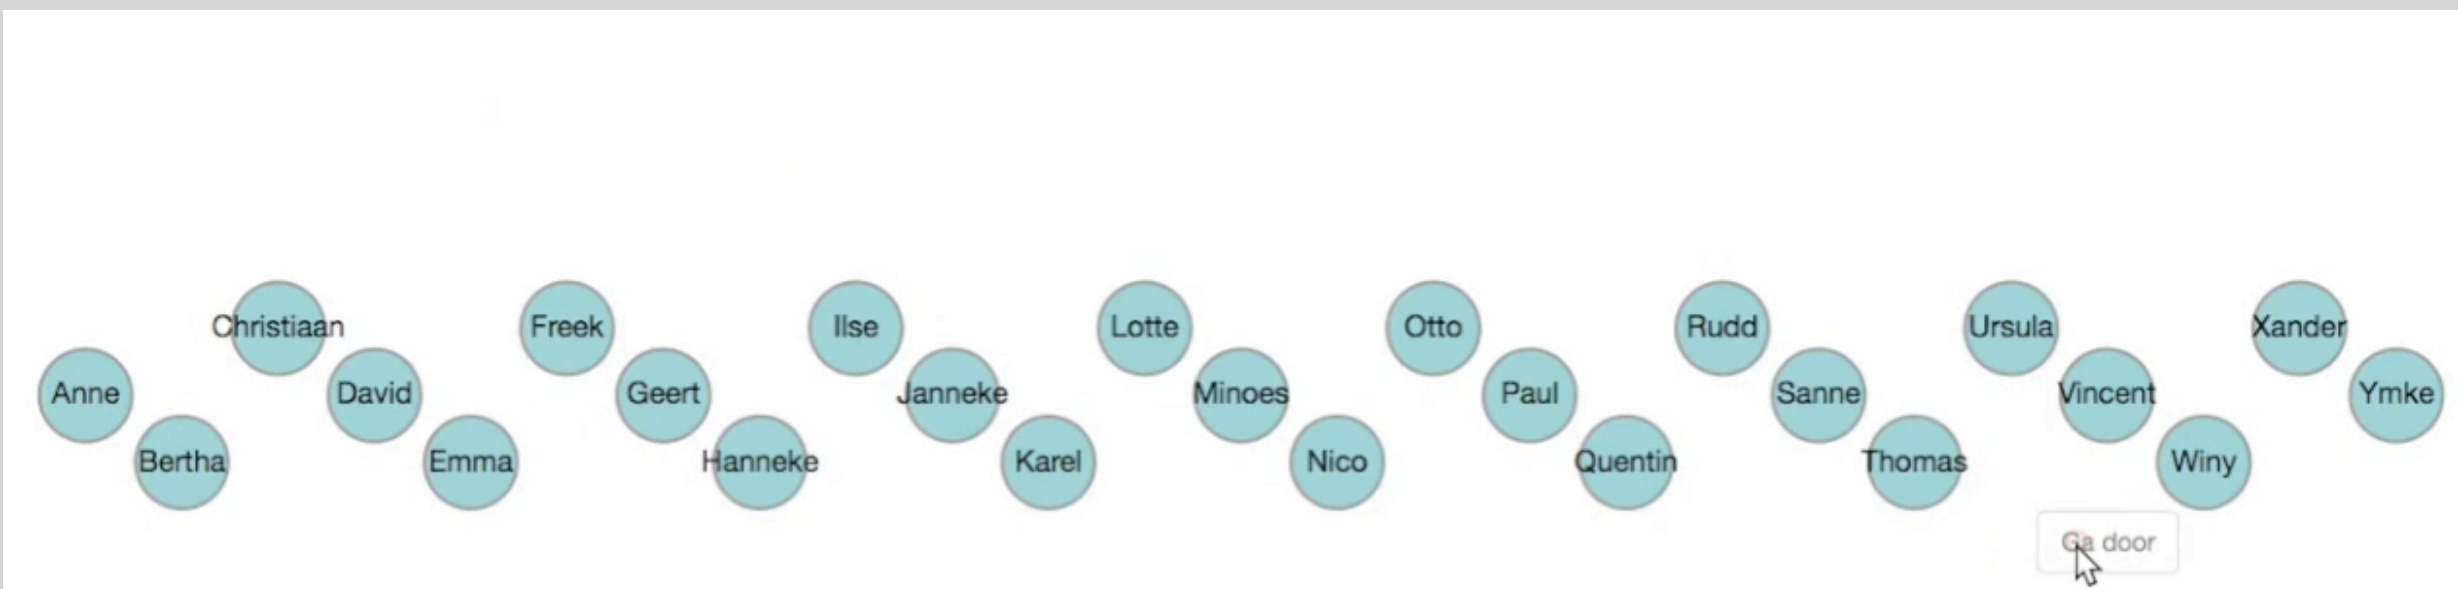 Christiaan Freek Ilse Lotte Otto Rudd Ursula Xander
Anne David Geert Janneke Minoes Paul Sanne Vincent Ymke
Bertha Emma Hanneke Karel Nico Quentin Thomas Winy
Ga door